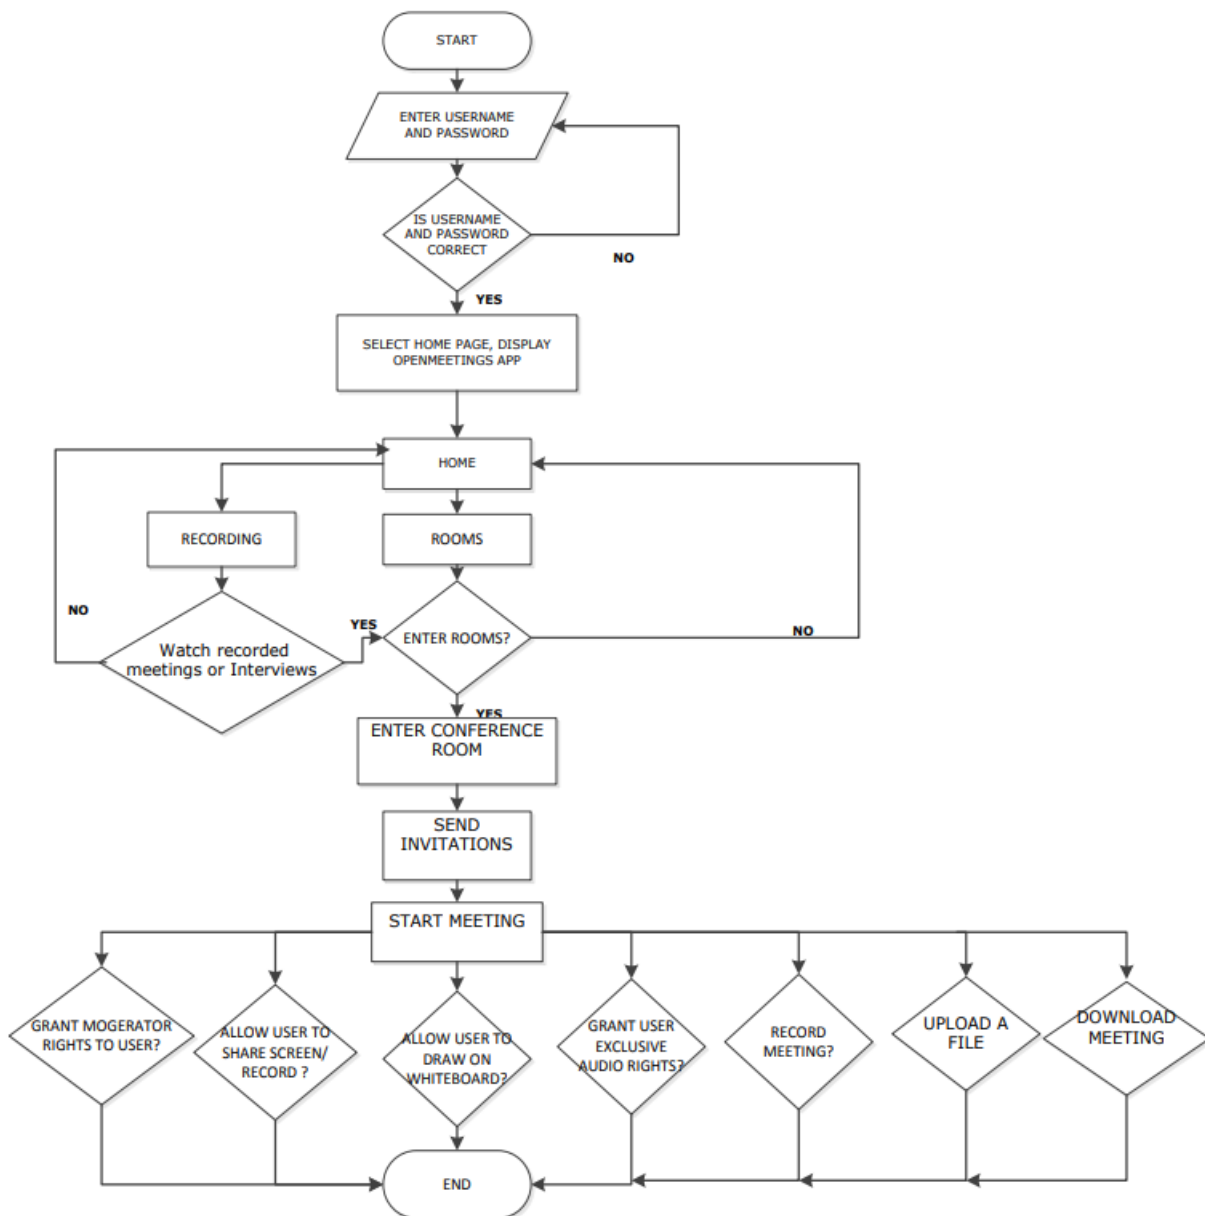 START
ENTER USERNAME
AND PASSWORD
IS USERNAME
AND PASSWORD
CORRECT
NO
YES
SELECT HOME PAGE, DISPLAY
OPENMEETINGS APP
HOME
RECORDING
ROOMS
NO
Watch recorded
meetings or Interviews
YES
ENTER ROOMS?
NO
YES
ENTER CONFERENCE
ROOM
SEND
INVITATIONS
START MEETING
GRANT MOGERATOR
RIGHTS TO USER?
ALLOW USER TO
SHARE SCREEN/
RECORD ?
ALLOW USER TO
DRAW ON
WHITEBOARD?
GRANT USER
EXCLUSIVE
AUDIO RIGHTS?
RECORD
MEETING?
UPLOAD A
FILE
DOWNLOAD
MEETING
END